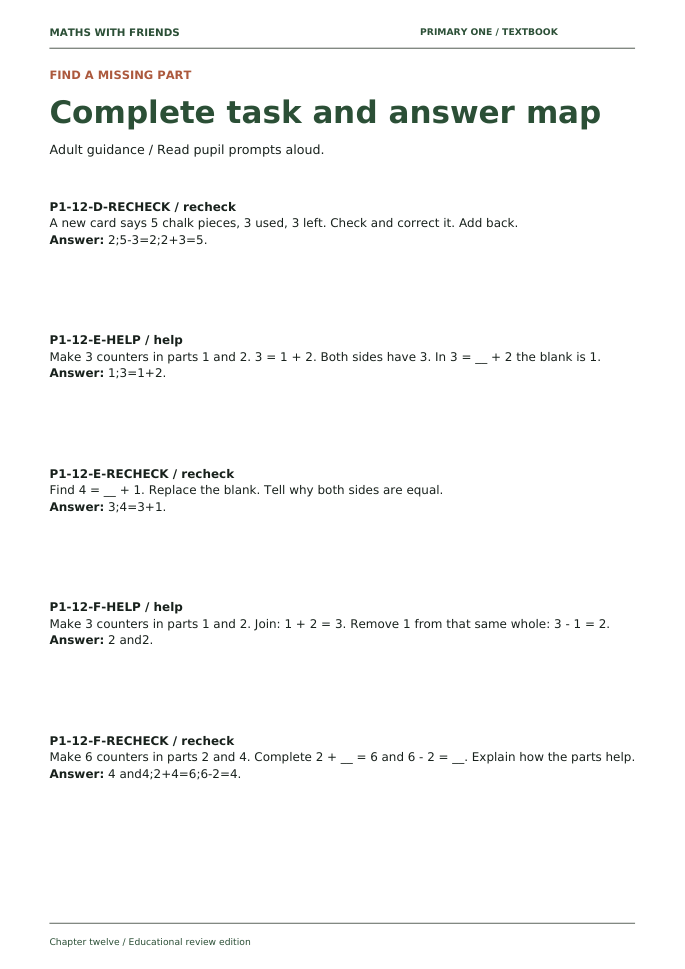 MATHS WITH FRIENDS
PRIMARY ONE / TEXTBOOK
FIND A MISSING PART
Complete task and answer map
Adult guidance / Read pupil prompts aloud.
P1-12-D-RECHECK / recheck
A new card says 5 chalk pieces, 3 used, 3 left. Check and correct it. Add back.
Answer: 2;5-3=2;2+3=5.
P1-12-E-HELP / help
Make 3 counters in parts 1 and 2. 3 = 1 + 2. Both sides have 3. In 3 = __ + 2 the blank is 1.
Answer: 1;3=1+2.
P1-12-E-RECHECK / recheck
Find 4 = __ + 1. Replace the blank. Tell why both sides are equal.
Answer: 3;4=3+1.
P1-12-F-HELP / help
Make 3 counters in parts 1 and 2. Join: 1 + 2 = 3. Remove 1 from that same whole: 3 - 1 = 2.
Answer: 2 and2.
P1-12-F-RECHECK / recheck
Make 6 counters in parts 2 and 4. Complete 2 + __ = 6 and 6 - 2 = __. Explain how the parts help.
Answer: 4 and4;2+4=6;6-2=4.
Chapter twelve / Educational review edition